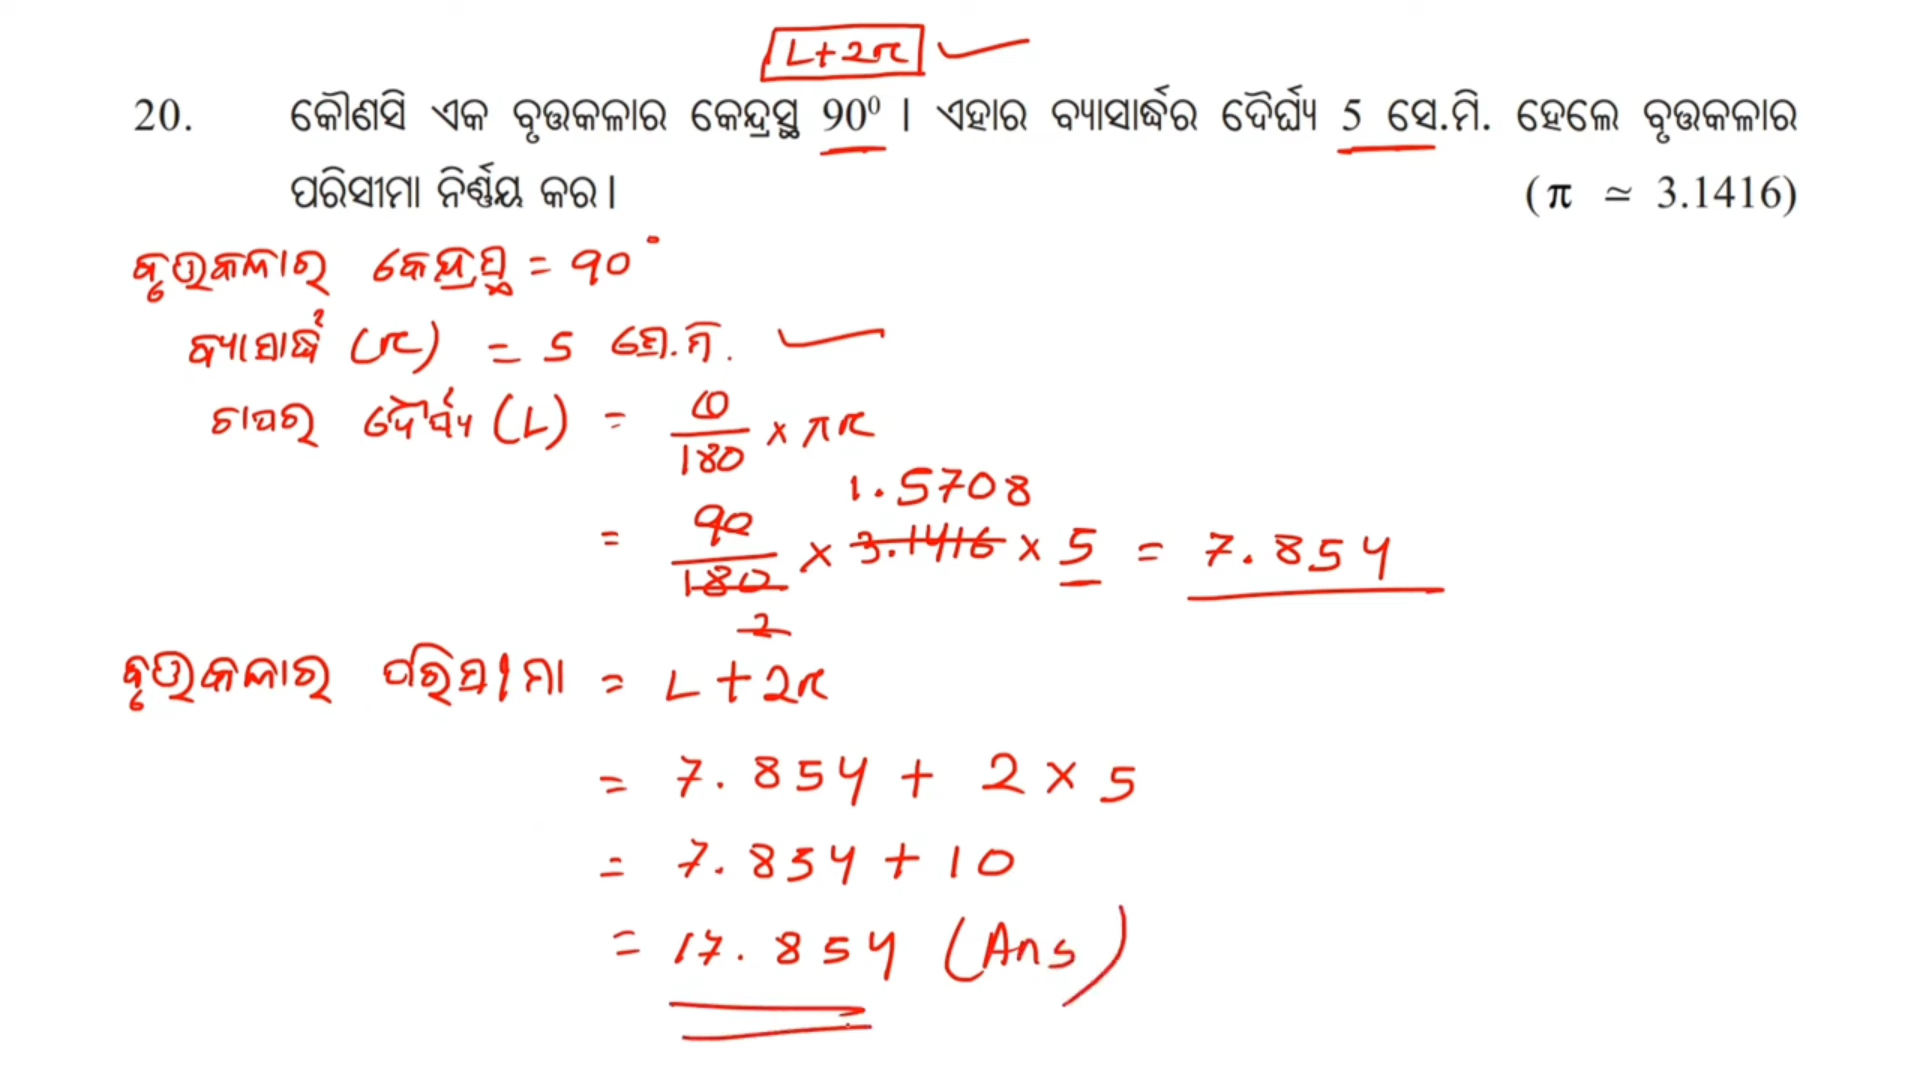 L+2r
20. କୌଣସି ଏକ ବୃତ୍ତକଳାର କେନ୍ଦ୍ରସ୍ଥ 90⁰ । ଏହାର ବ୍ୟାସାର୍ଦ୍ଧର ଦୈର୍ଘ୍ୟ 5 ସେ.ମି. ହେଲେ ବୃତ୍ତକଳାର
ପରିସୀମା ନିର୍ଣ୍ଣୟ କର। (π ≃ 3.1416)
ବୃତ୍ତକଳାର କେନ୍ଦ୍ରସ୍ଥ = 90°
ବ୍ୟାସାର୍ଦ୍ଧ (r) = 5 ସେ.ମି.
ଚାପର ଦୈର୍ଘ୍ୟ (L) = θ/180 × πr
1.5708
= 90/180 × 3.1416 × 5 = 7.854
2
ବୃତ୍ତକଳାର ପରିସୀମା = L + 2r
= 7.854 + 2 × 5
= 7.854 + 10
= 17.854 (Ans)